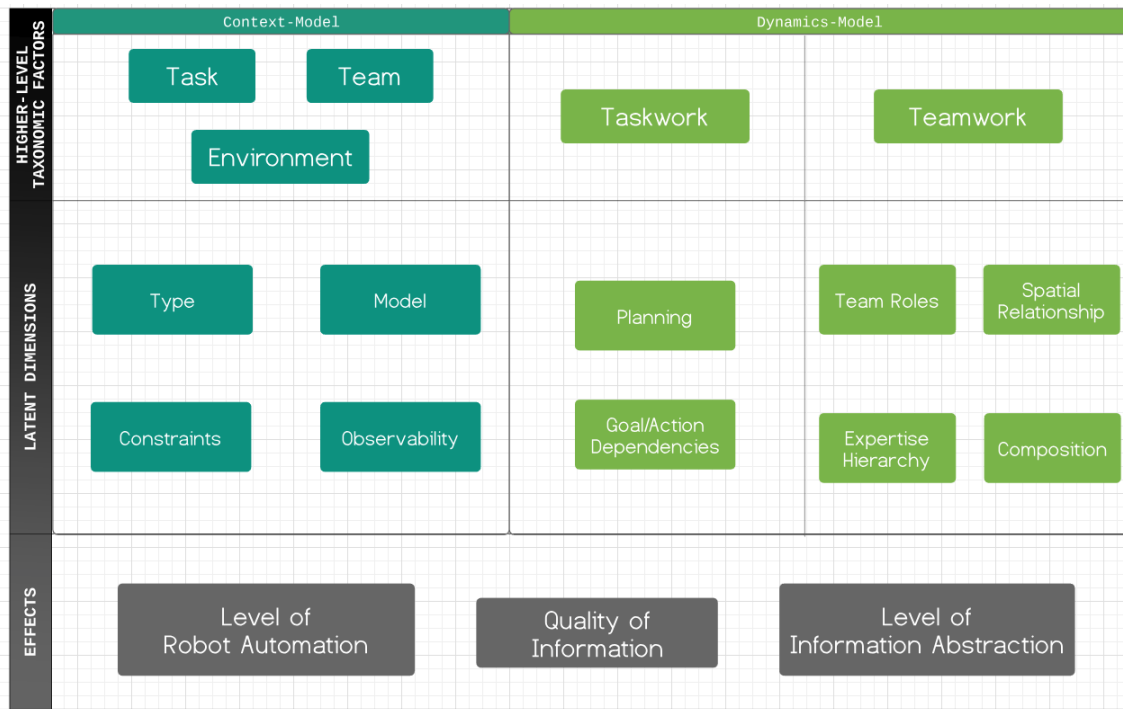 Context-Model
Dynamics-Model
HIGHER-LEVEL
TAXONOMIC FACTORS
Task
Team
Environment
Taskwork
Teamwork
LATENT DIMENSIONS
Type
Model
Constraints
Observability
Planning
Goal/Action
Dependencies
Team Roles
Spatial
Relationship
Expertise
Hierarchy
Composition
EFFECTS
Level of
Robot Automation
Quality of
Information
Level of
Information Abstraction